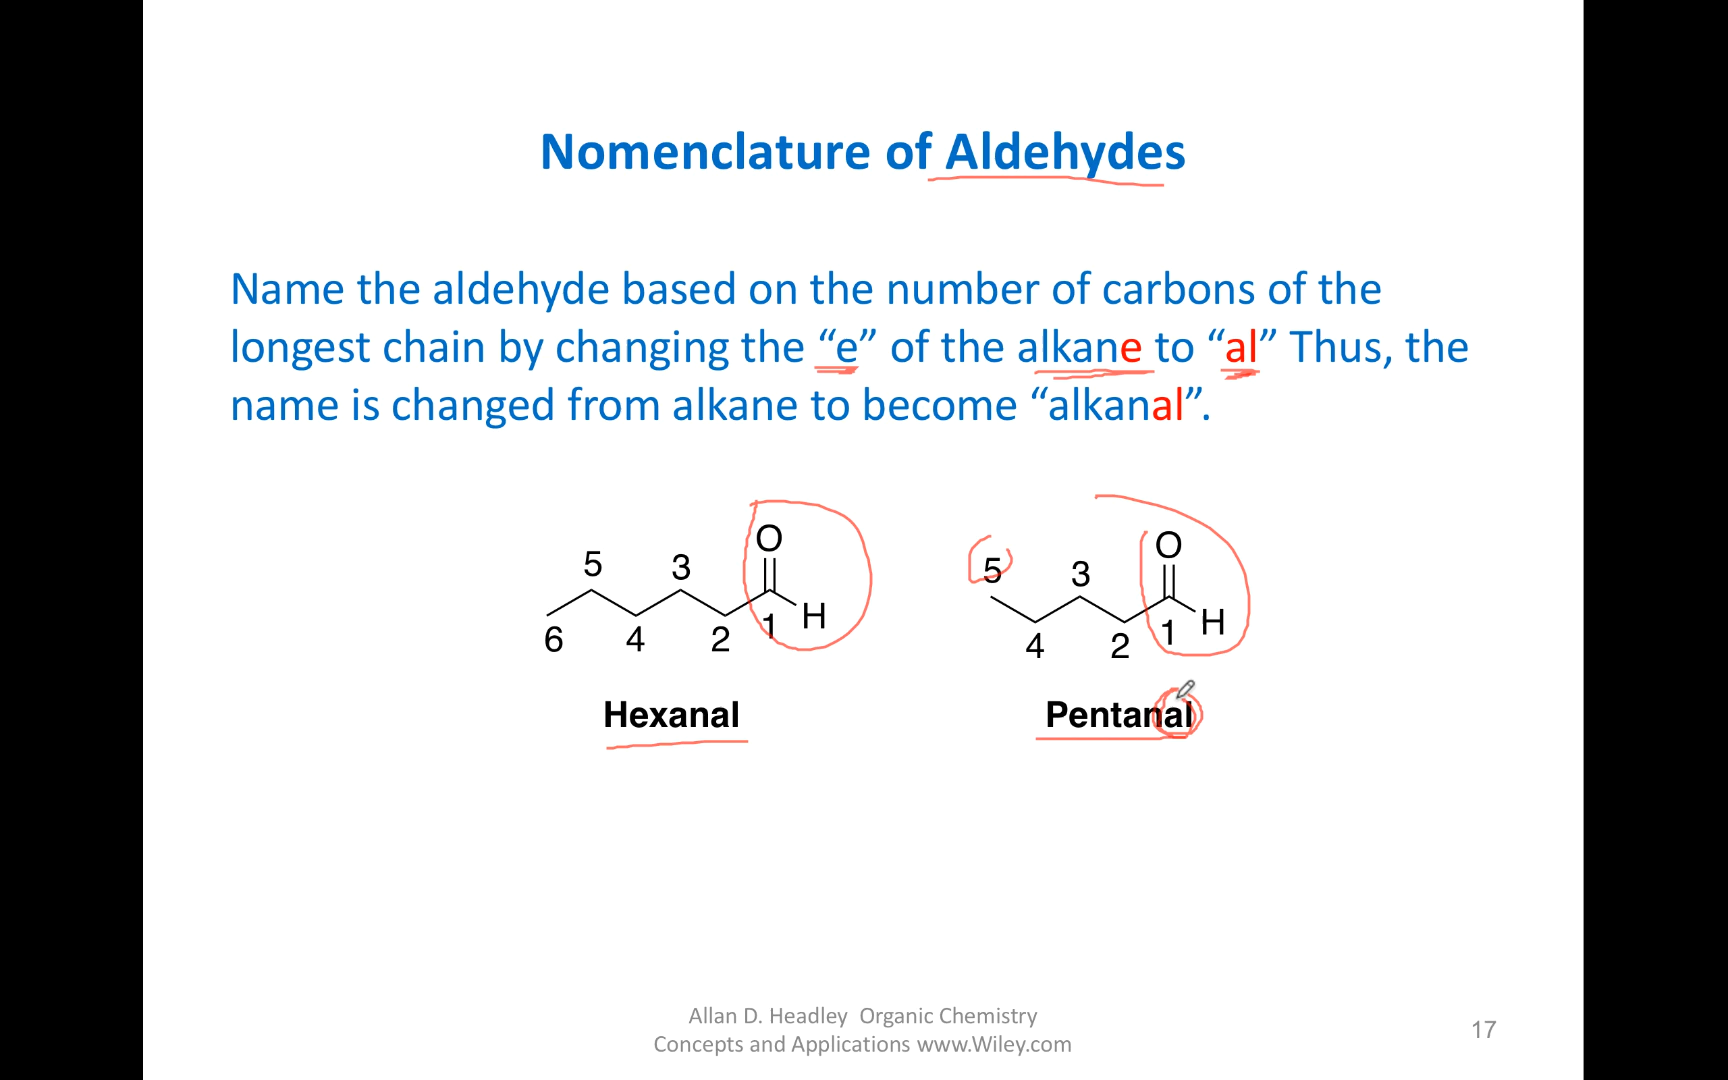 Nomenclature of Aldehydes
Name the aldehyde based on the number of carbons of the
longest chain by changing the “e” of the alkane to “al” Thus, the
name is changed from alkane to become “alkanal”.
O
5 3
H
6 4 2 1
Hexanal
O
5 3
H
4 2 1
Pentanal
Allan D. Headley Organic Chemistry
Concepts and Applications www.Wiley.com
17